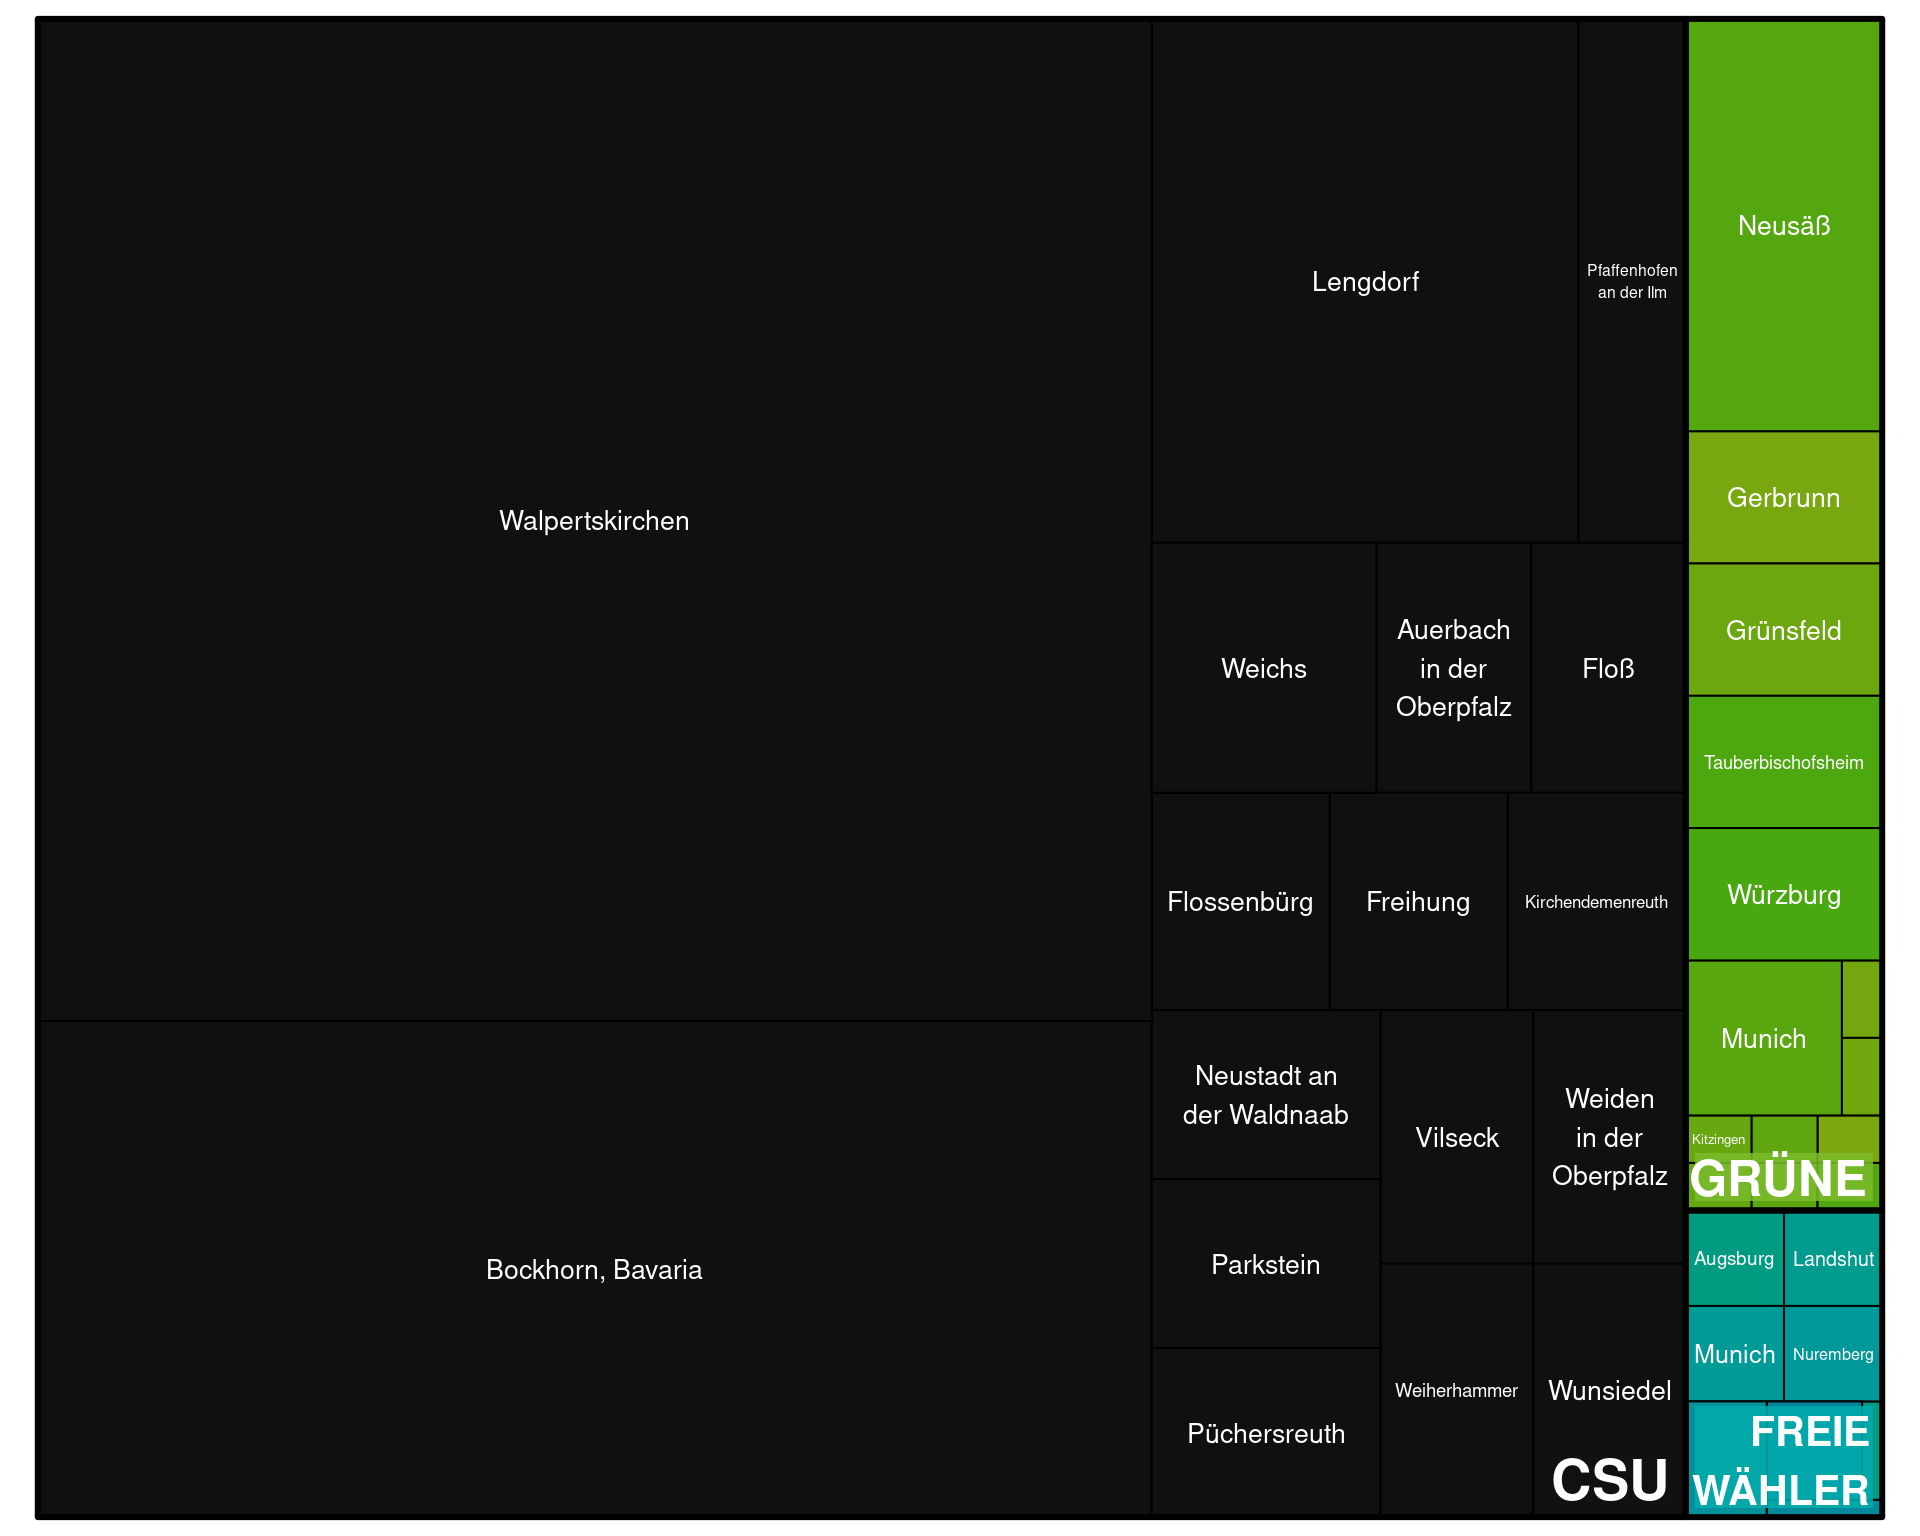 Walpertskirchen
Bockhorn, Bavaria
Lengdorf
Pfaffenhofen
an der Ilm
Weichs
Auerbach
in der
Oberpfalz
Floß
Flossenbürg
Freihung
Kirchendemenreuth
Neustadt an
der Waldnaab
Parkstein
Püchersreuth
Vilseck
Weiden
in der
Oberpfalz
Weiherhammer
Wunsiedel
CSU
Neusäß
Gerbrunn
Grünsfeld
Tauberbischofsheim
Würzburg
Munich
Kitzingen
GRÜNE
Augsburg
Landshut
Munich
Nuremberg
FREIE
WÄHLER